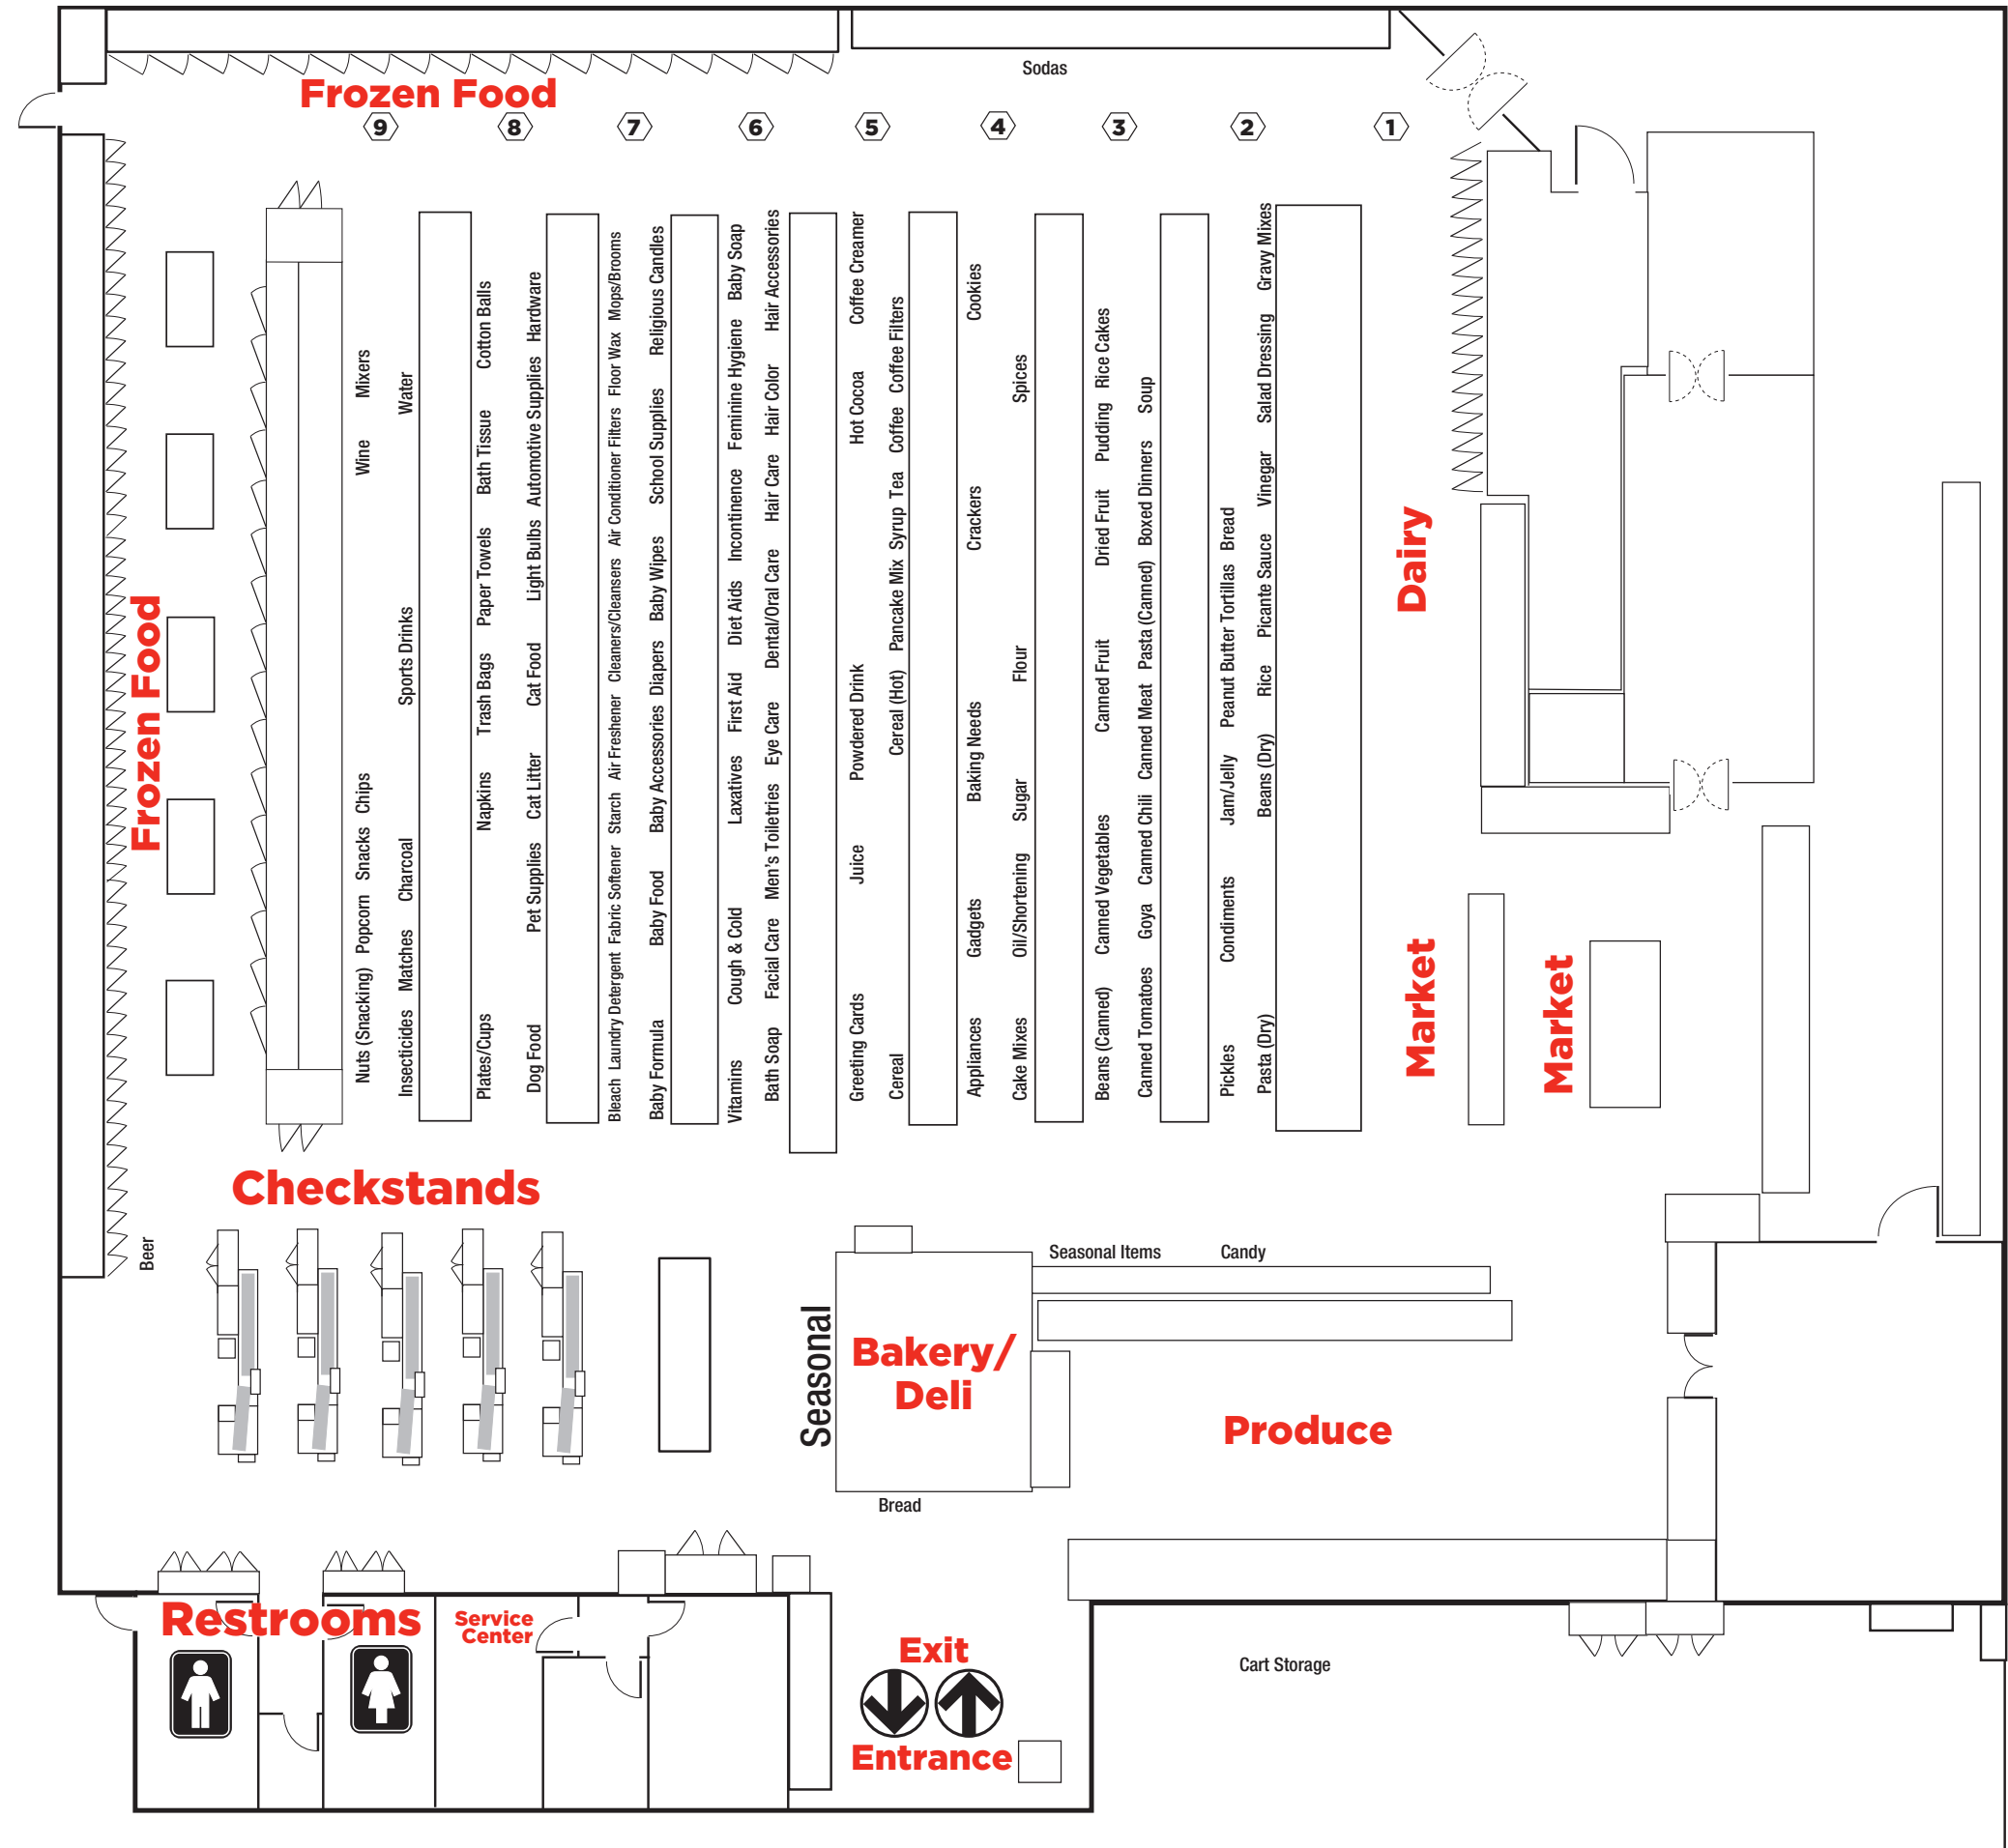 Sodas
Frozen Food
9
8
7
6
5
4
3
2
1
Frozen Food
Mixers
Wine
Chips
Snacks
Popcorn
Nuts (Snacking)
Water
Sports Drinks
Charcoal
Matches
Insecticides
Cotton Balls
Bath Tissue
Paper Towels
Trash Bags
Napkins
Plates/Cups
Hardware
Automotive Supplies
Light Bulbs
Cat Food
Cat Litter
Pet Supplies
Dog Food
Mops/Brooms
Floor Wax
Air Conditioner Filters
Cleaners/Cleansers
Air Freshener
Starch
Fabric Softener
Laundry Detergent
Bleach
Religious Candles
School Supplies
Baby Wipes
Diapers
Baby Accessories
Baby Food
Baby Formula
Baby Soap
Feminine Hygiene
Incontinence
Diet Aids
First Aid
Laxatives
Cough & Cold
Vitamins
Hair Accessories
Hair Color
Hair Care
Dental/Oral Care
Eye Care
Men's Toiletries
Facial Care
Bath Soap
Coffee Creamer
Hot Cocoa
Powdered Drink
Juice
Greeting Cards
Coffee Filters
Coffee
Tea
Syrup
Pancake Mix
Cereal (Hot)
Cereal
Cookies
Crackers
Baking Needs
Gadgets
Appliances
Spices
Flour
Sugar
Oil/Shortening
Cake Mixes
Rice Cakes
Pudding
Dried Fruit
Canned Fruit
Canned Vegetables
Beans (Canned)
Soup
Boxed Dinners
Pasta (Canned)
Canned Meat
Canned Chili
Goya
Canned Tomatoes
Bread
Tortillas
Peanut Butter
Jam/Jelly
Condiments
Pickles
Gravy Mixes
Salad Dressing
Vinegar
Picante Sauce
Rice
Beans (Dry)
Pasta (Dry)
Dairy
Market
Market
Checkstands
Beer
Seasonal Items
Candy
Seasonal
Bakery/
Deli
Produce
Bread
Restrooms
Service
Center
Exit
Entrance
Cart Storage